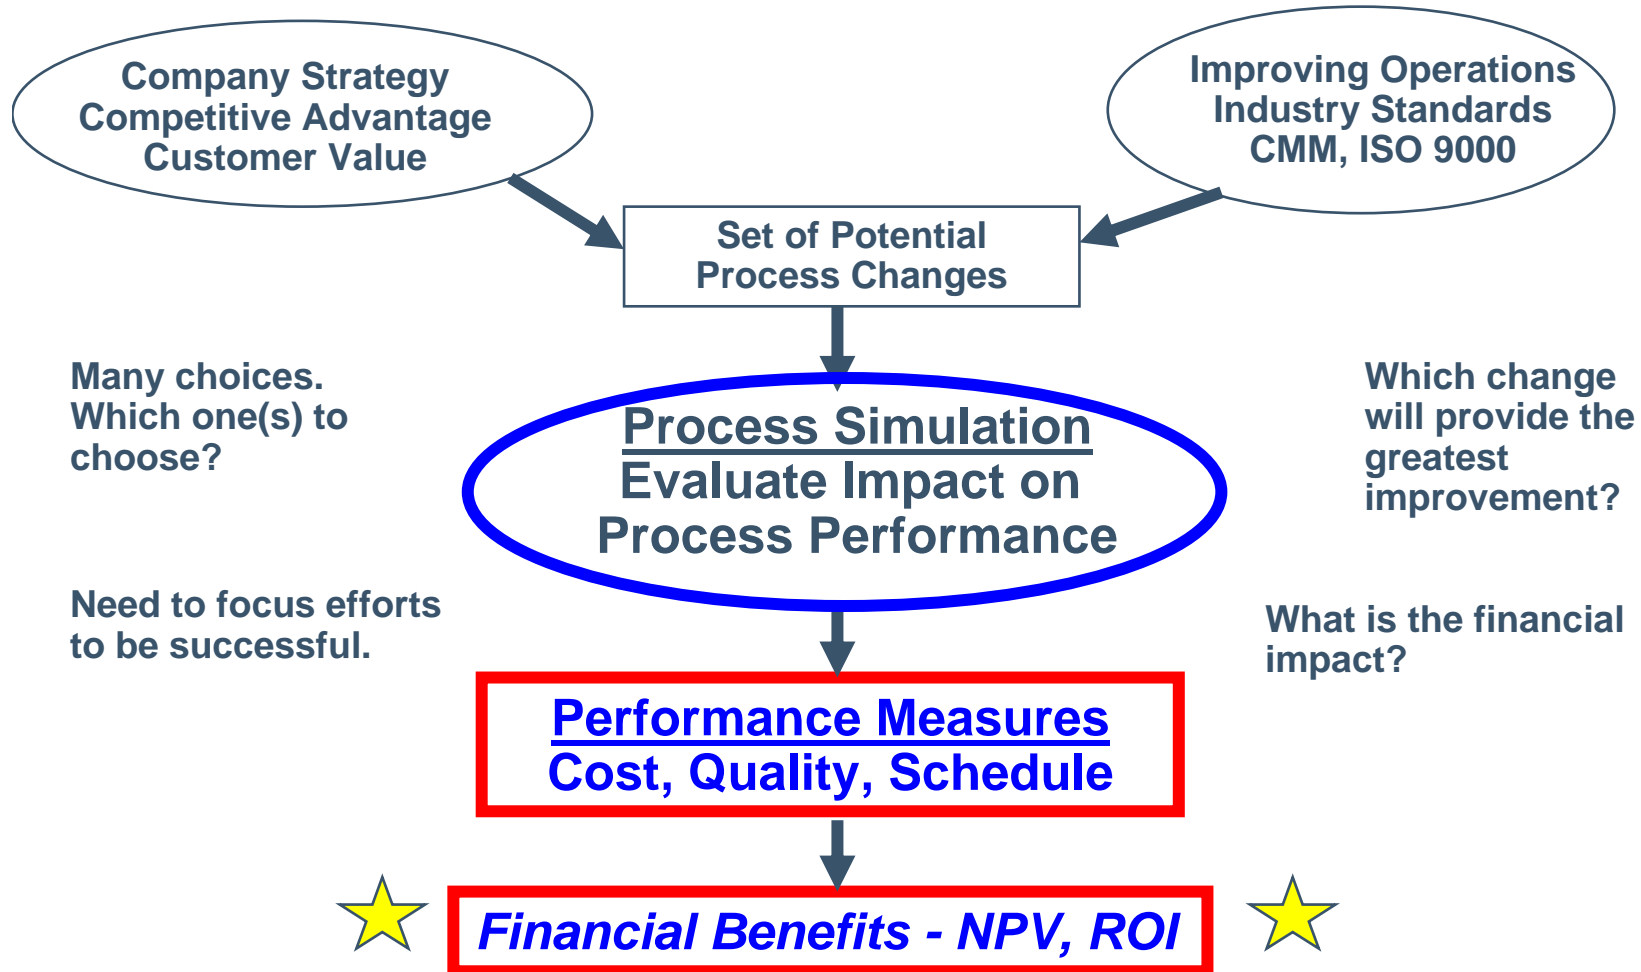 Company Strategy
Competitive Advantage
Customer Value
Improving Operations
Industry Standards
CMM, ISO 9000
Set of Potential
Process Changes
Many choices.
Which one(s) to
choose?
Which change
will provide the
greatest
improvement?
Process Simulation
Evaluate Impact on
Process Performance
Need to focus efforts
to be successful.
What is the financial
impact?
Performance Measures
Cost, Quality, Schedule
Financial Benefits - NPV, ROI